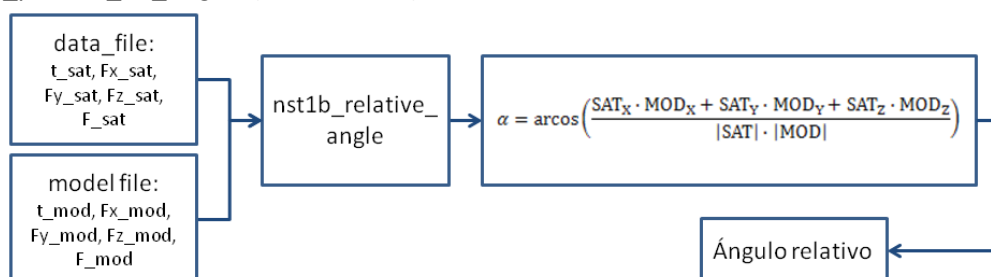 data_file:
t_sat, Fx_sat,
Fy_sat, Fz_sat,
F_sat
nst1b_relative_
angle
α = arcos(SAT_X · MOD_X + SAT_Y · MOD_Y + SAT_Z · MOD_Z / |SAT| · |MOD|)
model file:
t_mod, Fx_mod,
Fy_mod, Fz_mod,
F_mod
Ángulo relativo